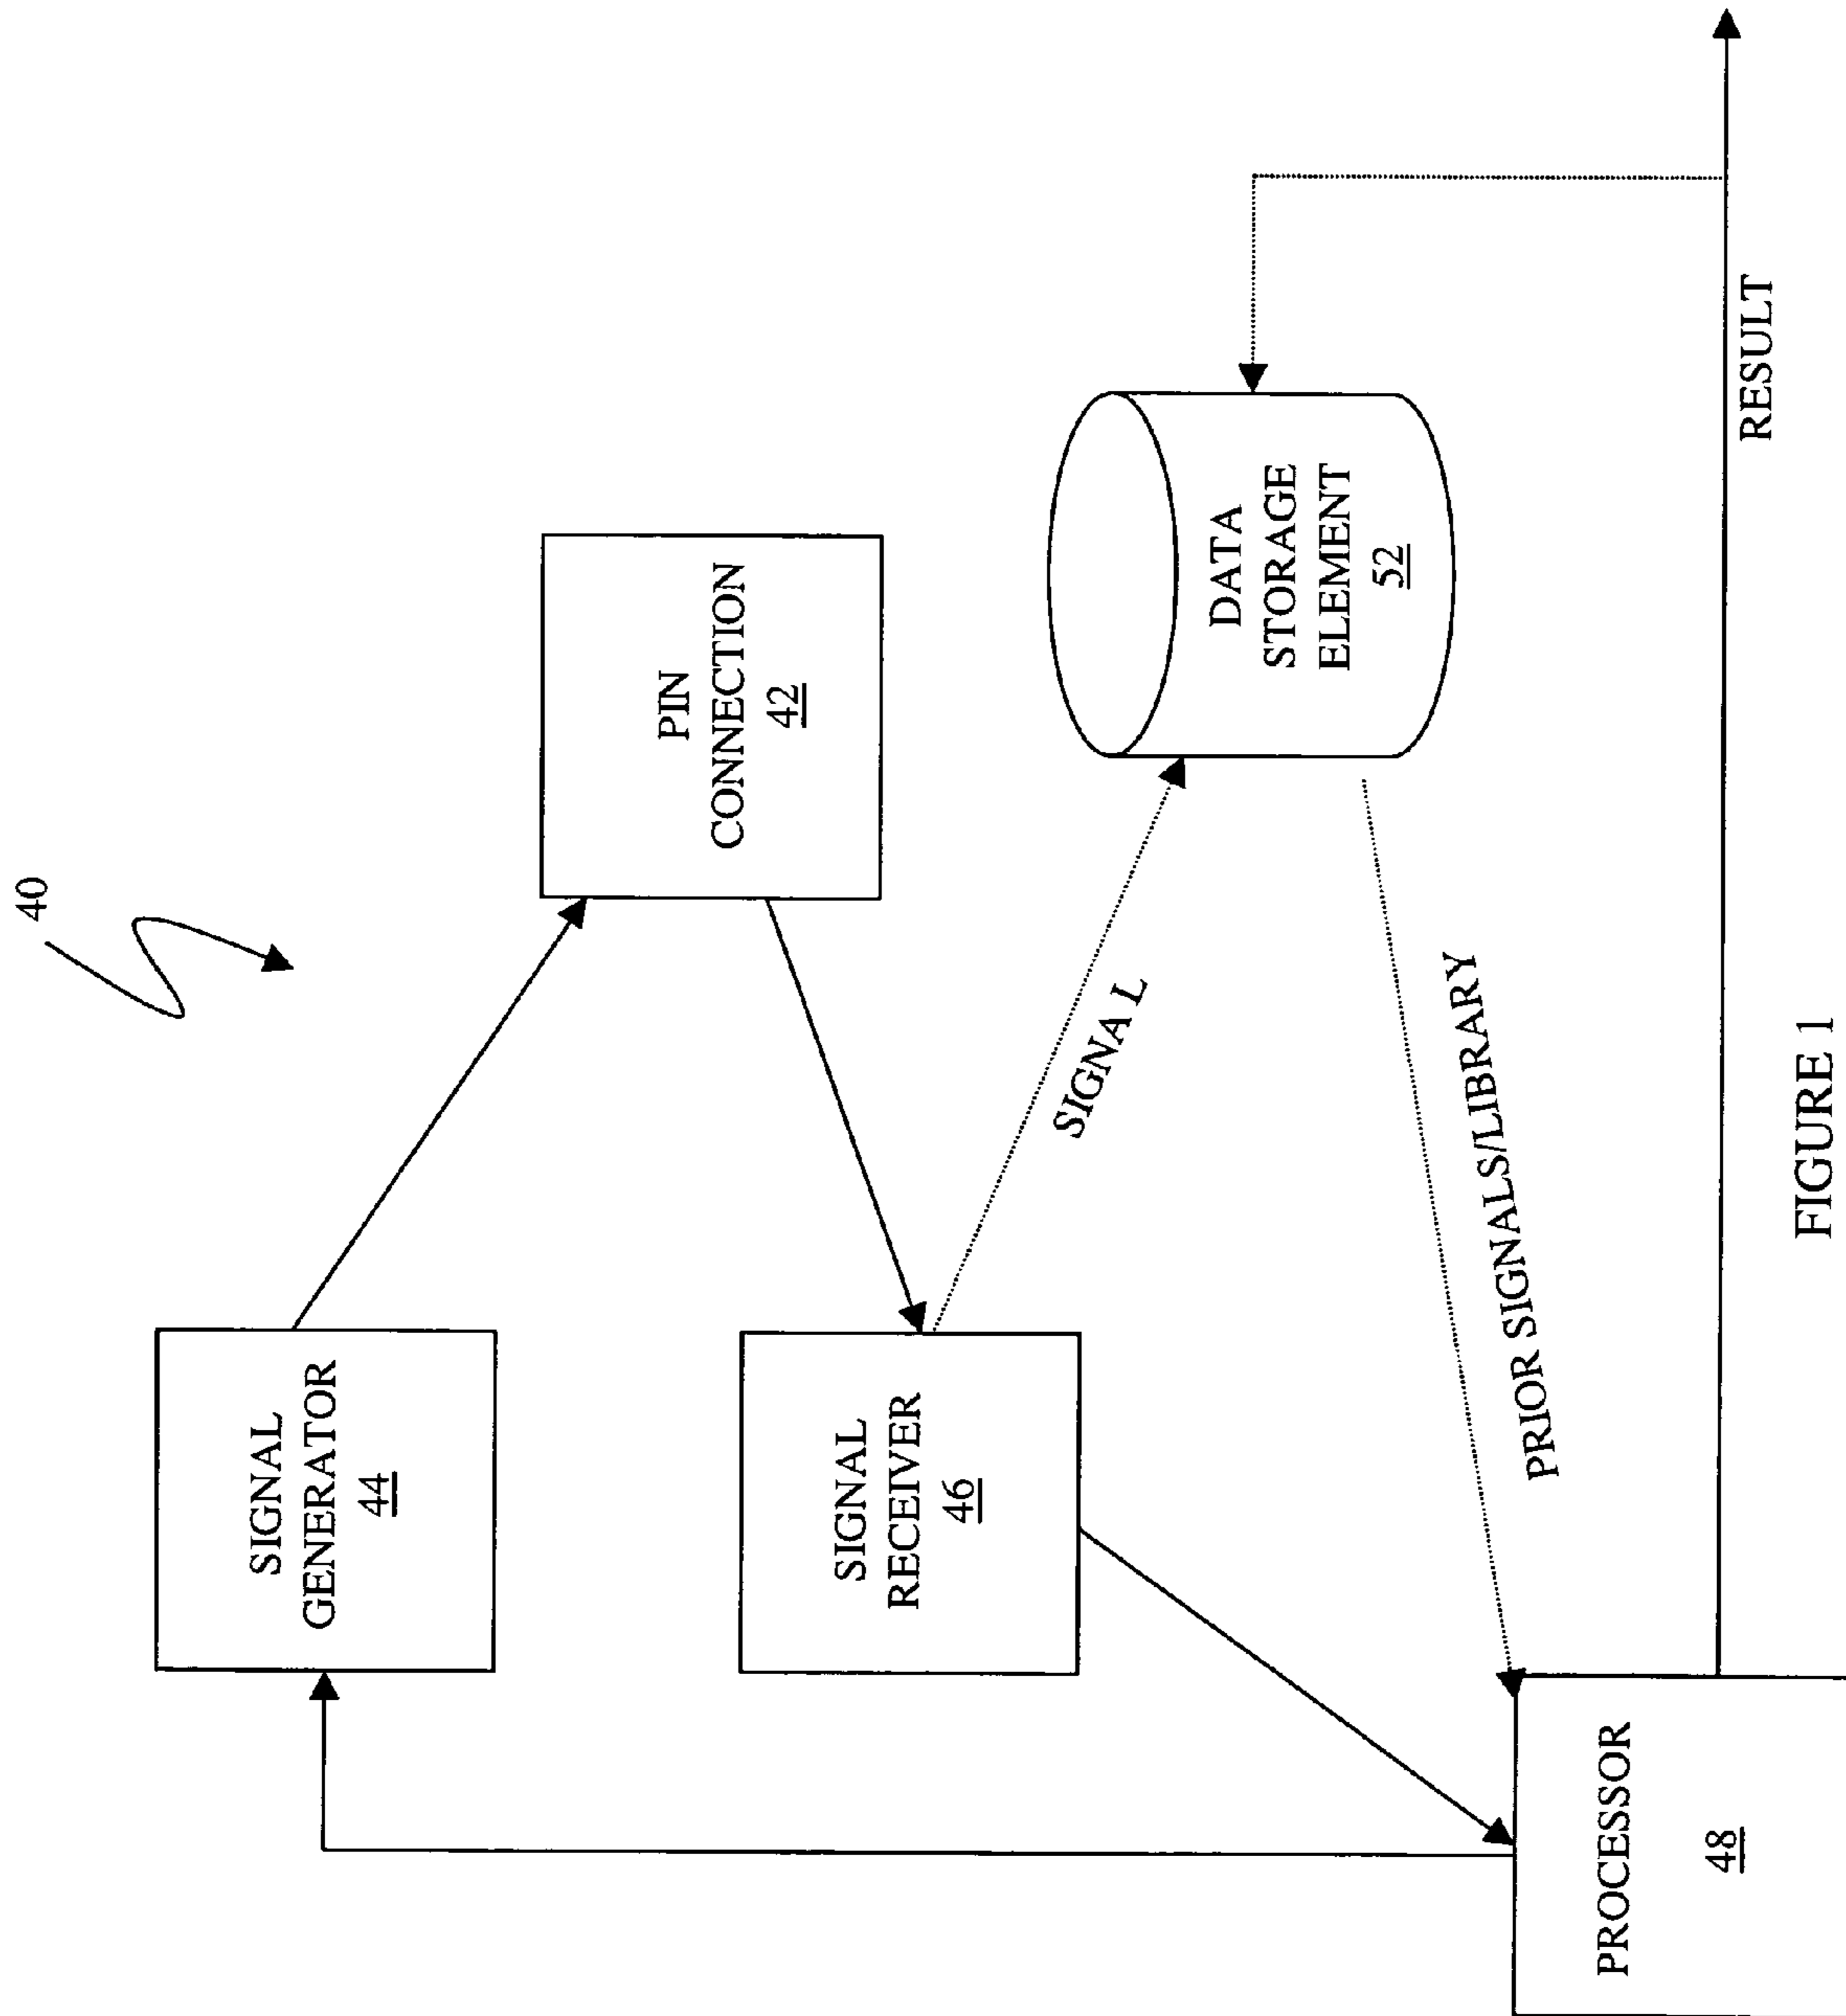 40
SIGNAL
GENERATOR
44
PIN
CONNECTION
42
SIGNAL
RECEIVER
46
SIGNAL
DATA
STORAGE
ELEMENT
52
PRIOR SIGNALS/LIBRARY
PROCESSOR
48
RESULT
FIGURE 1